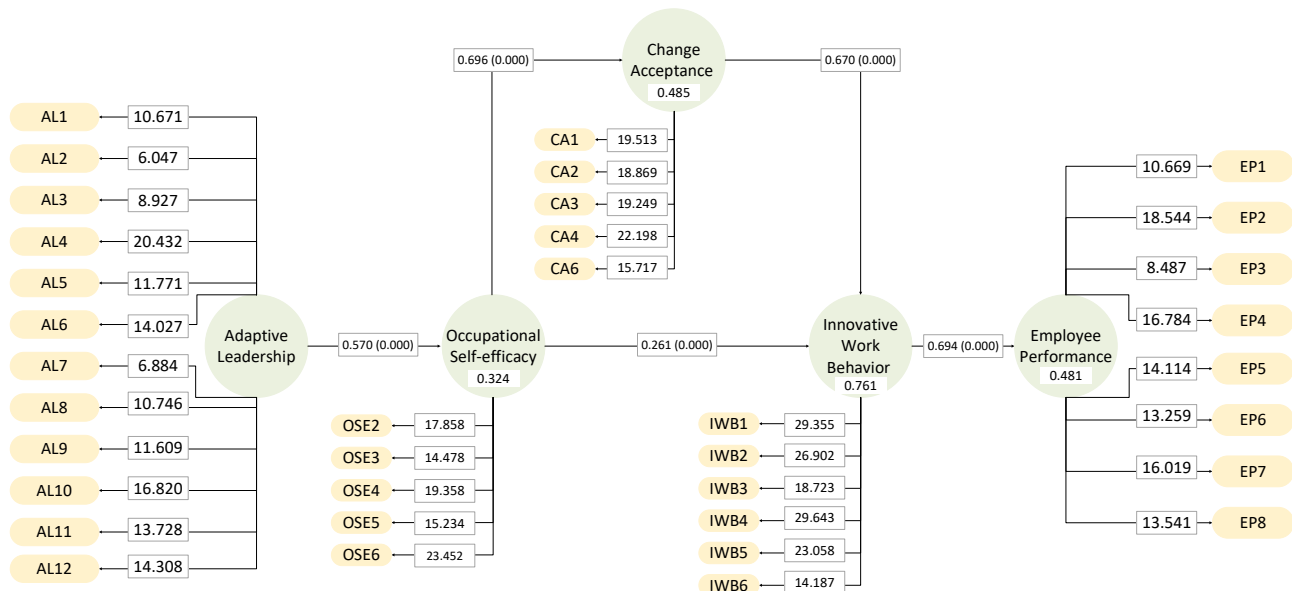 0.696 (0.000)
Change
Acceptance
0.485
0.670 (0.000)
AL1
10.671
AL2
6.047
AL3
8.927
AL4
20.432
AL5
11.771
AL6
14.027
AL7
6.884
AL8
10.746
AL9
11.609
AL10
16.820
AL11
13.728
AL12
14.308
Adaptive
Leadership
0.570 (0.000)
Occupational
Self-efficacy
0.324
0.261 (0.000)
CA1
19.513
CA2
18.869
CA3
19.249
CA4
22.198
CA6
15.717
OSE2
17.858
OSE3
14.478
OSE4
19.358
OSE5
15.234
OSE6
23.452
Innovative
Work
Behavior
0.761
0.694 (0.000)
IWB1
29.355
IWB2
26.902
IWB3
18.723
IWB4
29.643
IWB5
23.058
IWB6
14.187
Employee
Performance
0.481
10.669
EP1
18.544
EP2
8.487
EP3
16.784
EP4
14.114
EP5
13.259
EP6
16.019
EP7
13.541
EP8